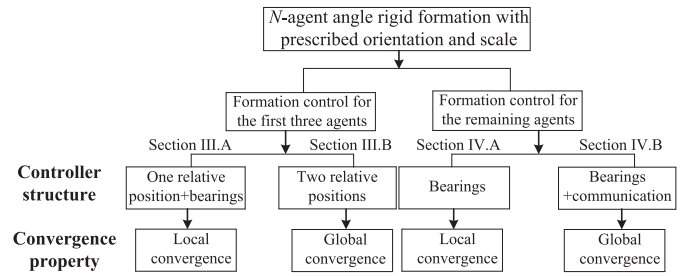 N-agent angle rigid formation with
prescribed orientation and scale
Formation control for
the first three agents
Formation control for
the remaining agents
Section III.A
Section III.B
Section IV.A
Section IV.B
Controller
structure
One relative
position+bearings
Two relative
positions
Bearings
Bearings
+communication
Convergence
property
Local
convergence
Global
convergence
Local
convergence
Global
convergence